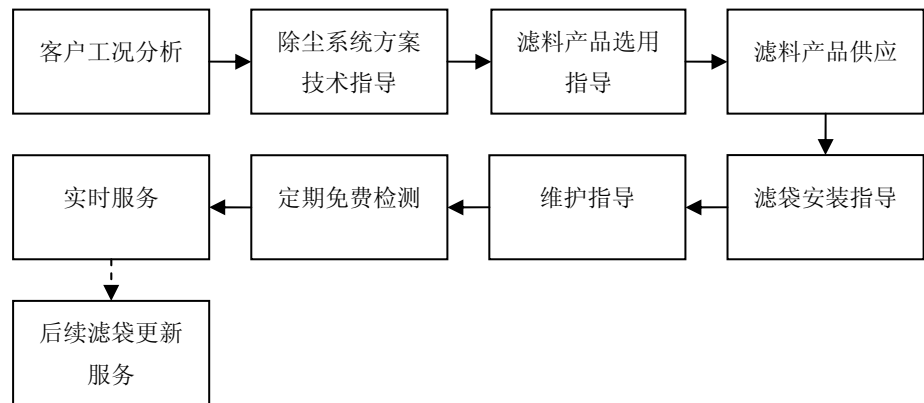 客户工况分析
除尘系统方案
技术指导
滤料产品选用
指导
滤料产品供应
滤袋安装指导
维护指导
定期免费检测
实时服务
后续滤袋更新
服务